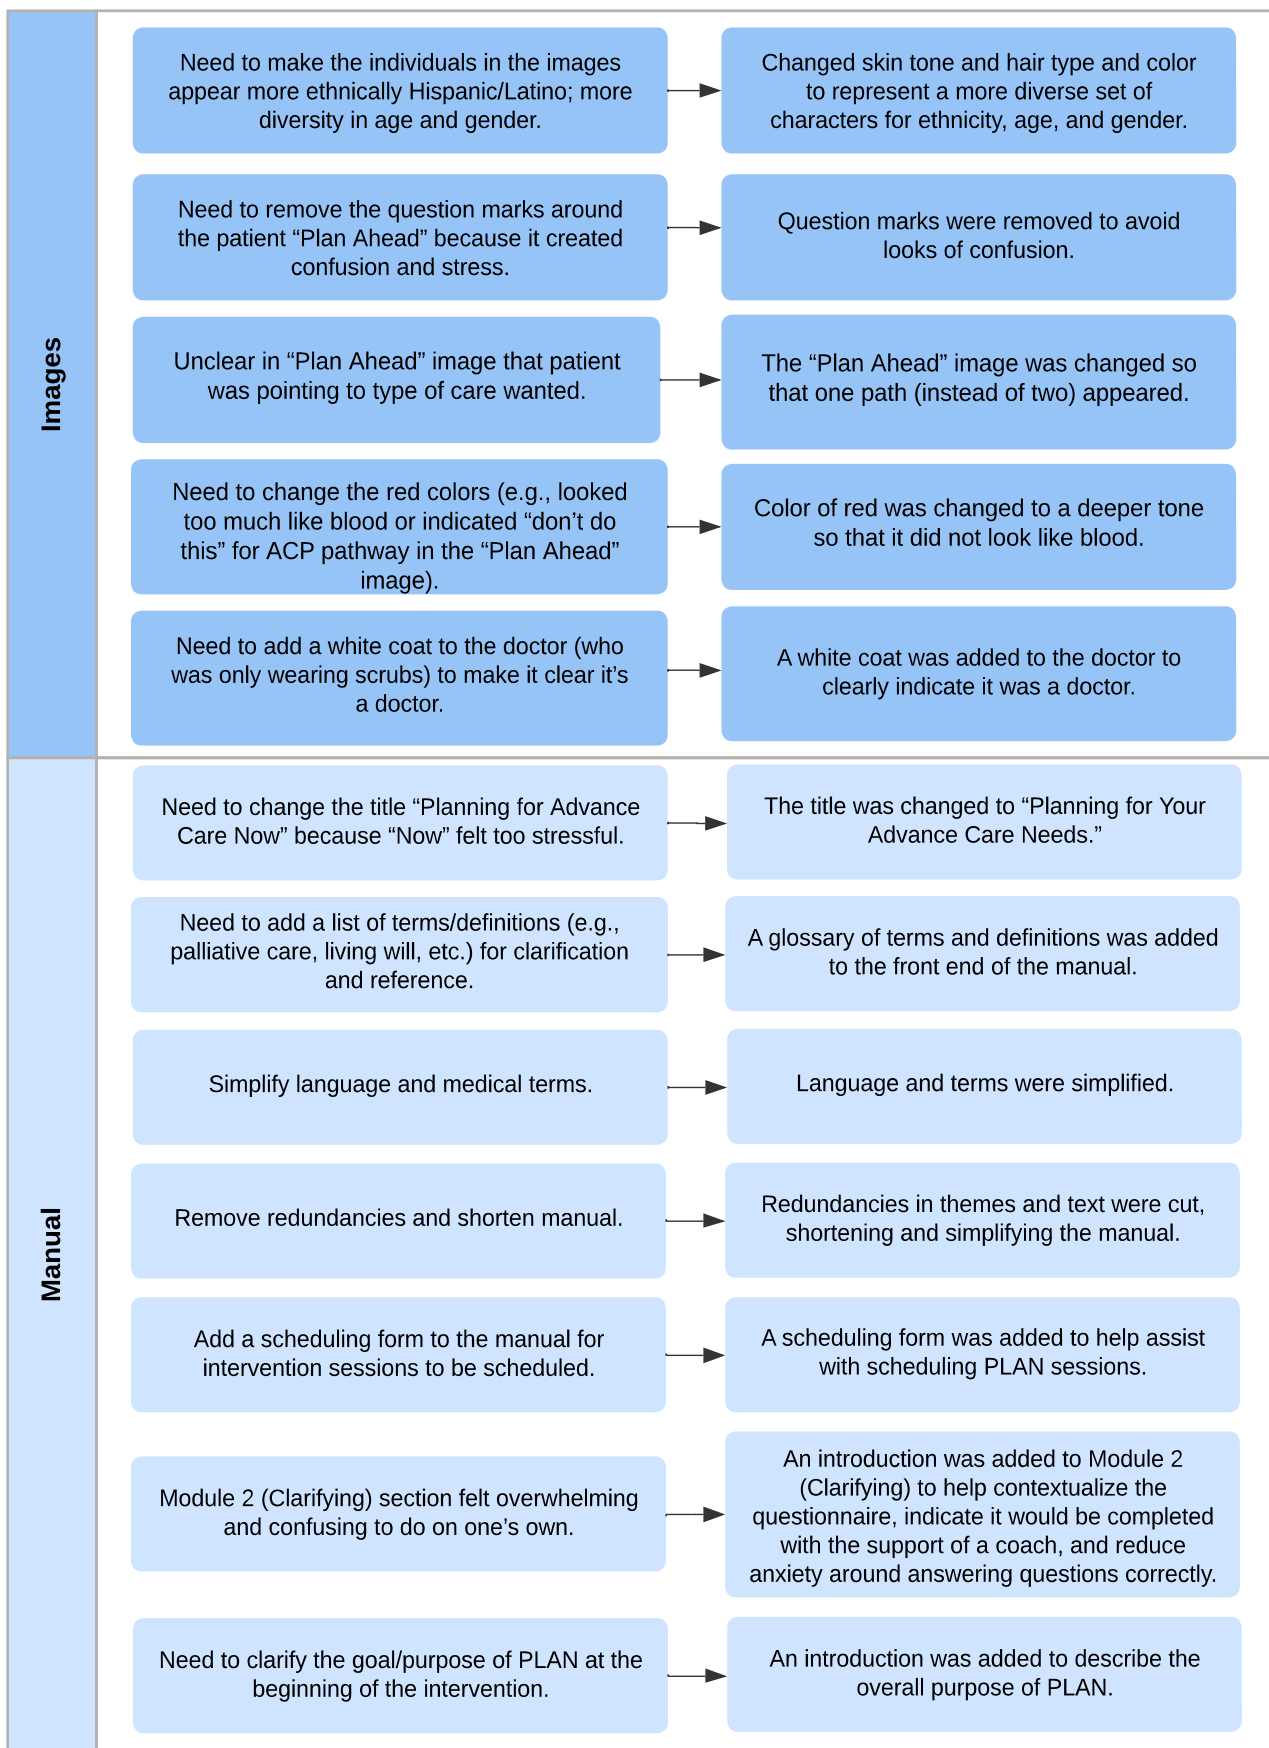 Images
Need to make the individuals in the images
appear more ethnically Hispanic/Latino; more
diversity in age and gender.
Changed skin tone and hair type and color
to represent a more diverse set of
characters for ethnicity, age, and gender.
Need to remove the question marks around
the patient “Plan Ahead” because it created
confusion and stress.
Question marks were removed to avoid
looks of confusion.
Unclear in “Plan Ahead” image that patient
was pointing to type of care wanted.
The “Plan Ahead” image was changed so
that one path (instead of two) appeared.
Need to change the red colors (e.g., looked
too much like blood or indicated “don’t do
this” for ACP pathway in the “Plan Ahead”
image).
Color of red was changed to a deeper tone
so that it did not look like blood.
Need to add a white coat to the doctor (who
was only wearing scrubs) to make it clear it’s
a doctor.
A white coat was added to the doctor to
clearly indicate it was a doctor.
Manual
Need to change the title “Planning for Advance
Care Now” because “Now” felt too stressful.
The title was changed to “Planning for Your
Advance Care Needs.”
Need to add a list of terms/definitions (e.g.,
palliative care, living will, etc.) for clarification
and reference.
A glossary of terms and definitions was added
to the front end of the manual.
Simplify language and medical terms.
Language and terms were simplified.
Remove redundancies and shorten manual.
Redundancies in themes and text were cut,
shortening and simplifying the manual.
Add a scheduling form to the manual for
intervention sessions to be scheduled.
A scheduling form was added to help assist
with scheduling PLAN sessions.
Module 2 (Clarifying) section felt overwhelming
and confusing to do on one’s own.
An introduction was added to Module 2
(Clarifying) to help contextualize the
questionnaire, indicate it would be completed
with the support of a coach, and reduce
anxiety around answering questions correctly.
Need to clarify the goal/purpose of PLAN at the
beginning of the intervention.
An introduction was added to describe the
overall purpose of PLAN.